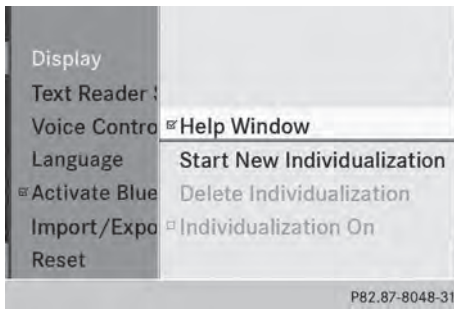 Display
Text Reader
Voice Contro
Help Window
Language
Start New Individualization
Activate Blue
Delete Individualization
Import/Expo
Individualization On
Reset
P82.87-8048-31